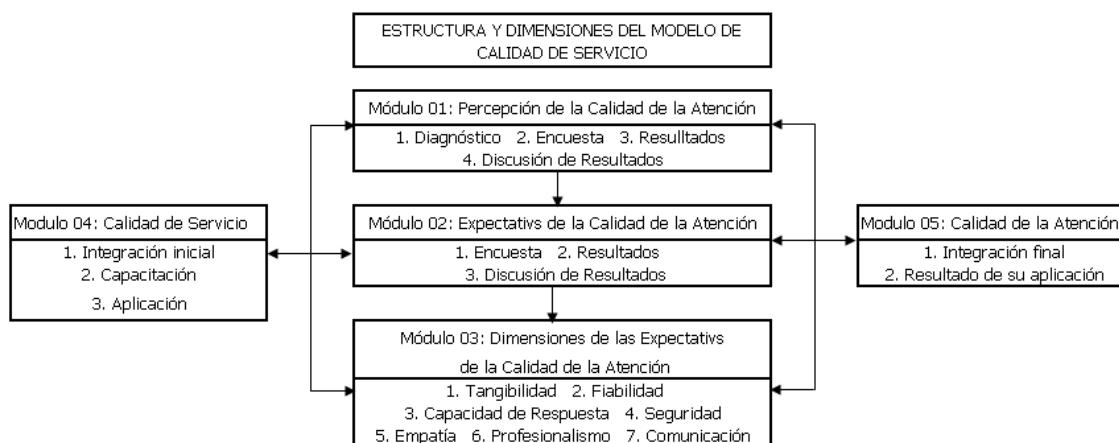 ESTRUCTURA Y DIMENSIONES DEL MODELO DE
CALIDAD DE SERVICIO
Módulo 01: Percepción de la Calidad de la Atención
1. Diagnóstico 2. Encuesta 3. Resulltados
4. Discusión de Resultados
Modulo 04: Calidad de Servicio
1. Integración inicial
2. Capacitación
3. Aplicación
Módulo 02: Expectativs de la Calidad de la Atención
1. Encuesta 2. Resultados
3. Discusión de Resultados
Modulo 05: Calidad de la Atención
1. Integración final
2. Resultado de su aplicación
Módulo 03: Dimensiones de las Expectativs
de la Calidad de la Atención
1. Tangibilidad 2. Fiabilidad
3. Capacidad de Respuesta 4. Seguridad
5. Empatía 6. Profesionalismo 7. Comunicación